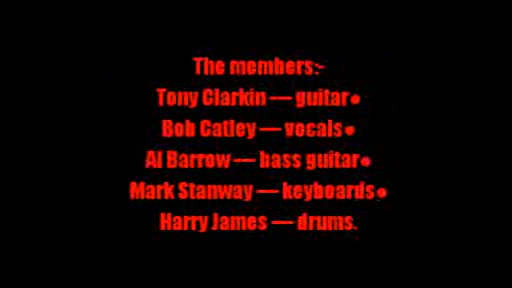 The members:-
Tony Clarkin — guitar•
Bob Catley — vocals•
Al Barrow — bass guitar•
Mark Stanway — keyboards•
Harry James — drums.